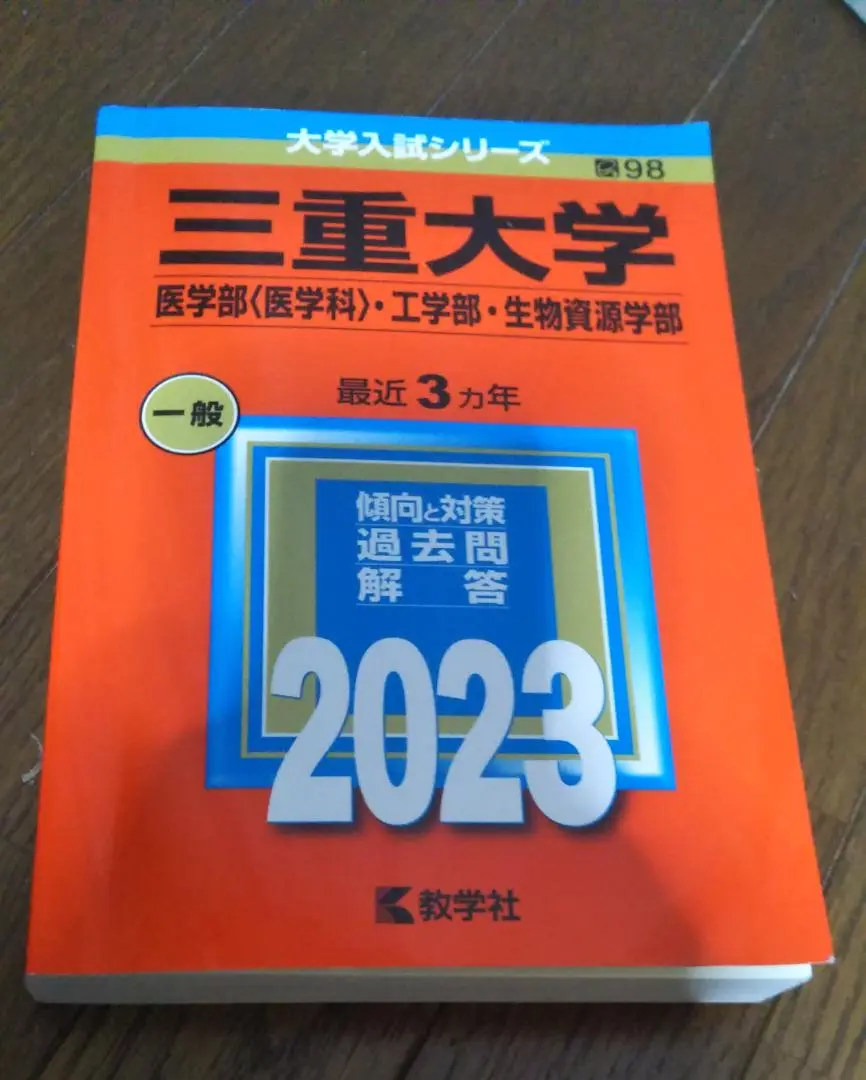 大学入試シリーズ
98
三重大学
医学部〈医学科〉・工学部・生物資源学部
最近3ヵ年
一般
傾向と対策
過去問
解答
2023
教学社